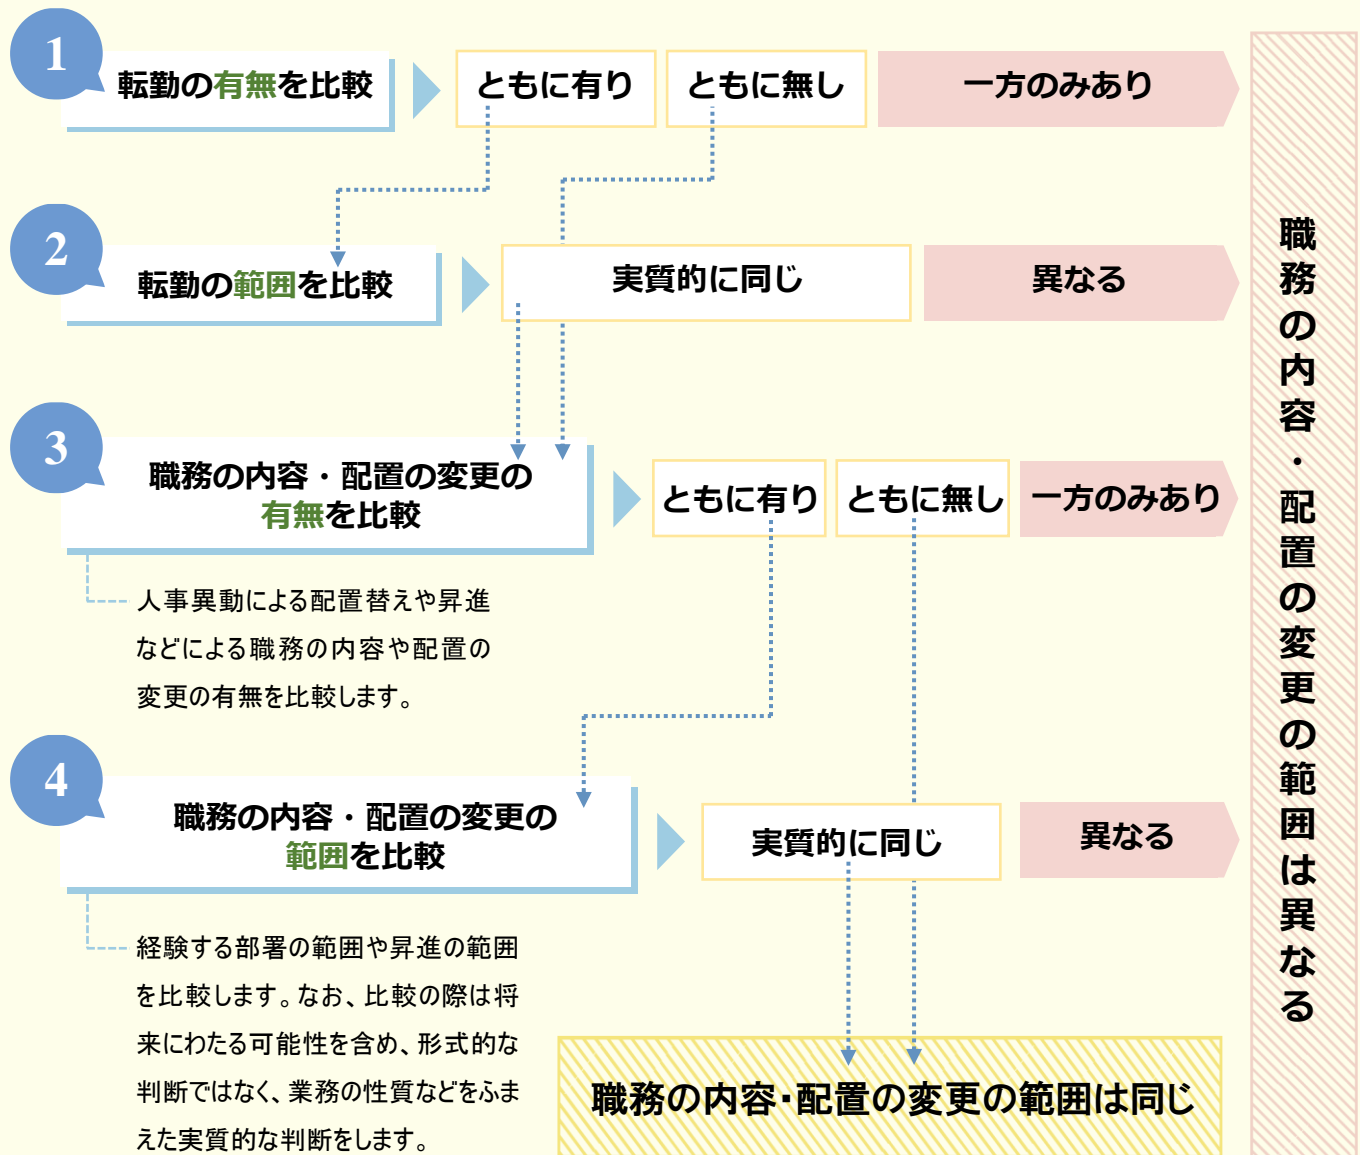 1
転勤の有無を比較
ともに有り
ともに無し
一方のみあり
2
転勤の範囲を比較
実質的に同じ
異なる
3
職務の内容・配置の変更の
有無を比較
ともに有り
ともに無し
一方のみあり
人事異動による配置替えや昇進
などによる職務の内容や配置の
変更の有無を比較します。
4
職務の内容・配置の変更の
範囲を比較
実質的に同じ
異なる
経験する部署の範囲や昇進の範囲
を比較します。なお、比較の際は将
来にわたる可能性を含め、形式的な
判断ではなく、業務の性質などをふま
えた実質的な判断をします。
職務の内容・配置の変更の範囲は同じ
職務の内容・配置の変更の範囲は異なる